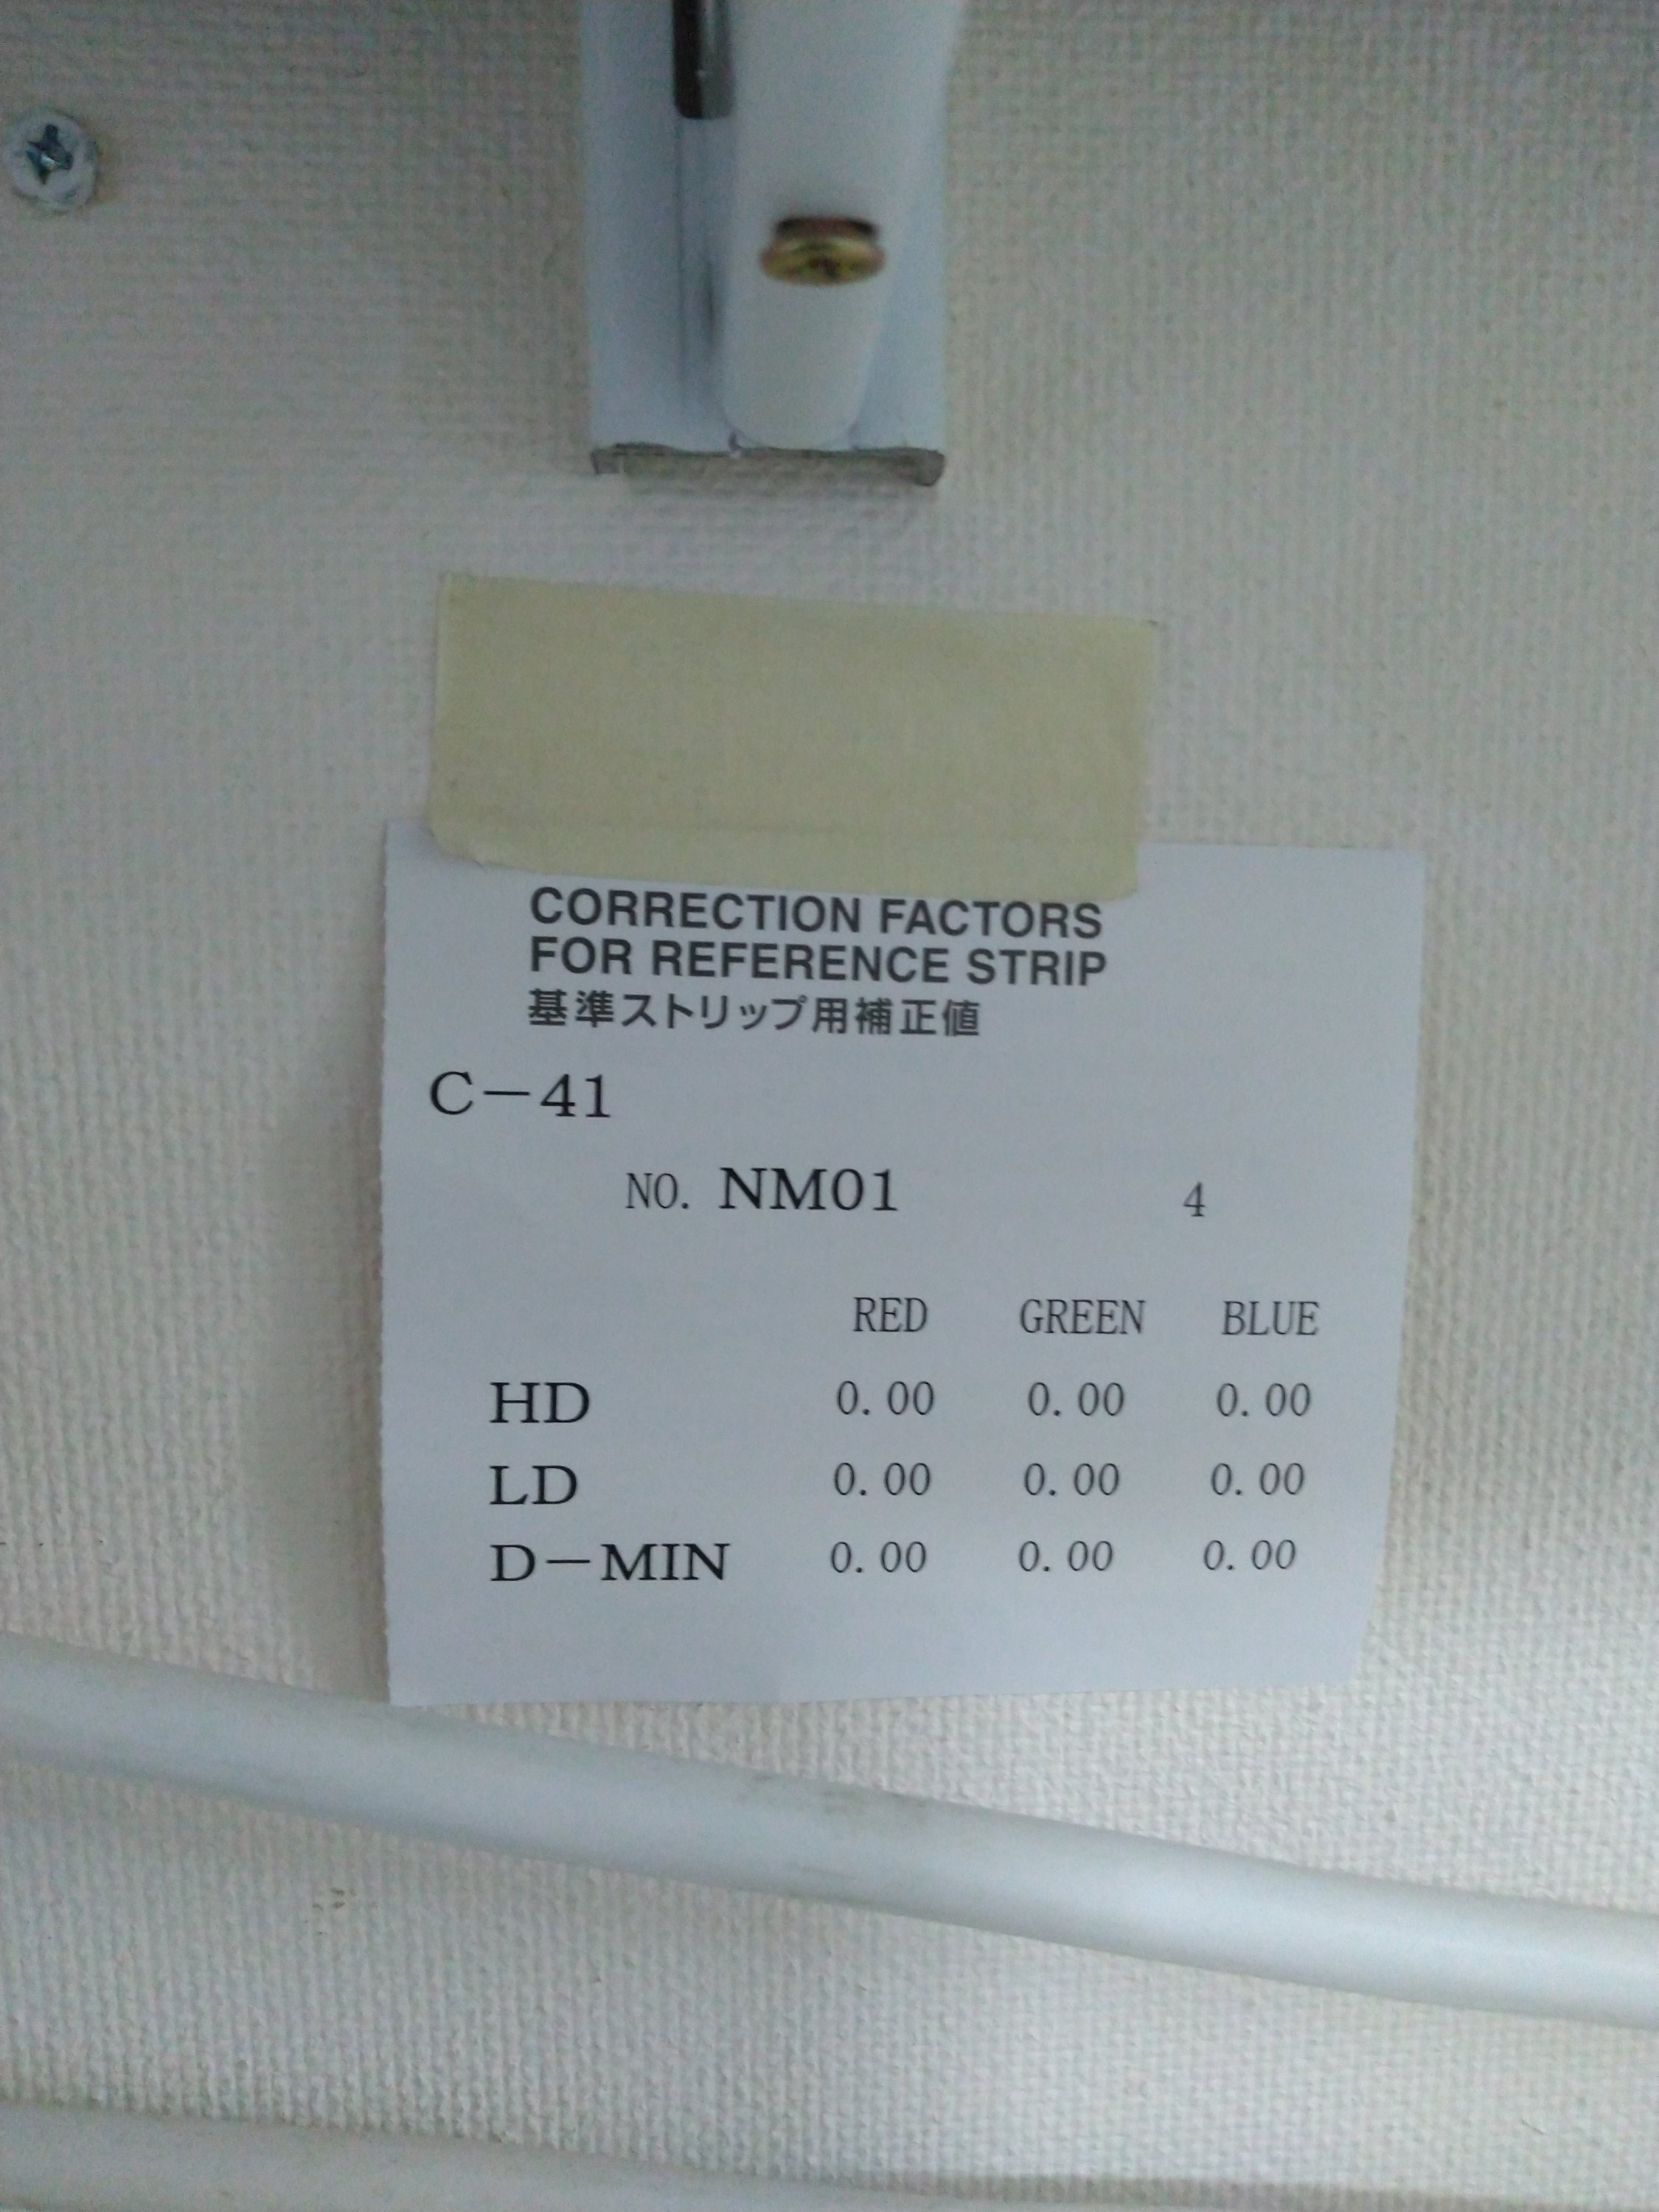 CORRECTION FACTORS
FOR REFERENCE STRIP
基準ストリップ用補正値
C-41
NO. NM01 4
RED GREEN BLUE
HD 0.00 0.00 0.00
LD 0.00 0.00 0.00
D-MIN 0.00 0.00 0.00